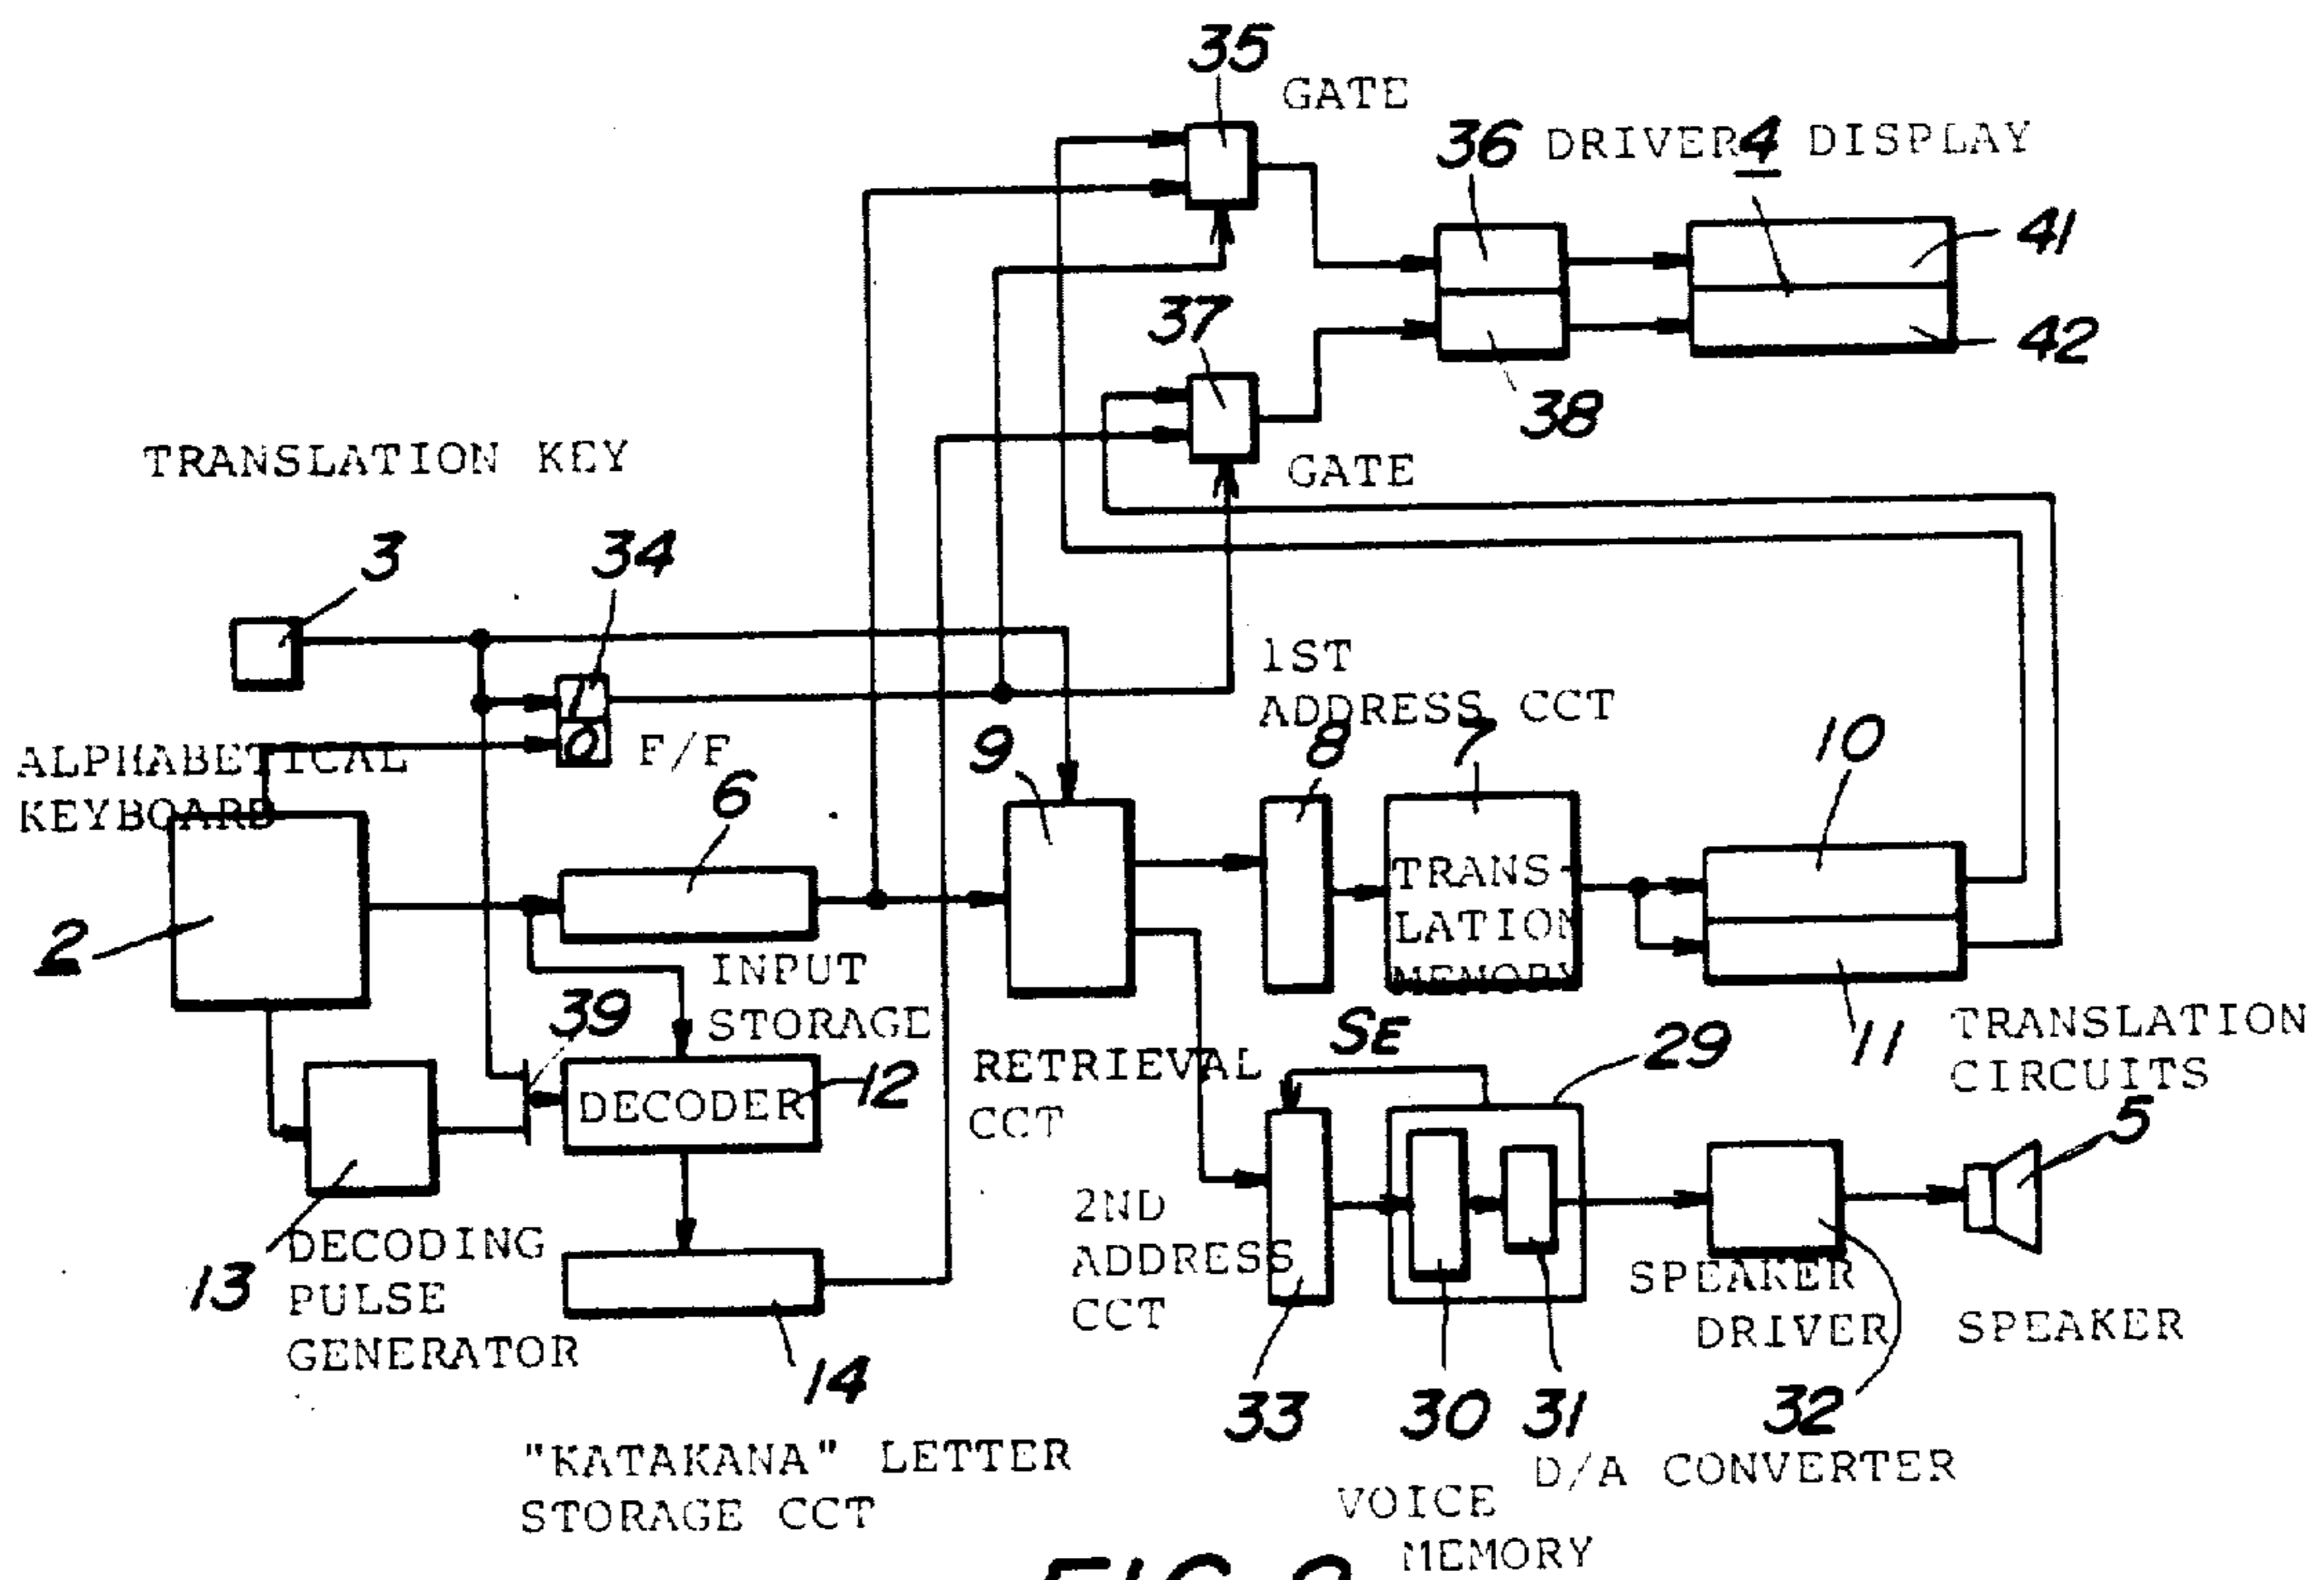 35
GATE
36 DRIVER 4 DISPLAY
41
37
42
38
TRANSLATION KEY
GATE
3
34
1ST
ADDRESS CCT
1
0
F/F
ALPHABETICAL
KEYBOARD
6
9
8
7
10
TRANS-
LATION
MEMORY
2
INPUT
STORAGE
39
SE
29
11
TRANSLATION
CIRCUITS
RETRIEVAL
CCT
DECODER
12
5
2ND
ADDRESS
CCT
13
DECODING
PULSE
GENERATOR
SPEAKER
DRIVER
SPEAKER
14
33
30
31
32
"KATAKANA" LETTER
STORAGE CCT
D/A CONVERTER
VOICE
MEMORY